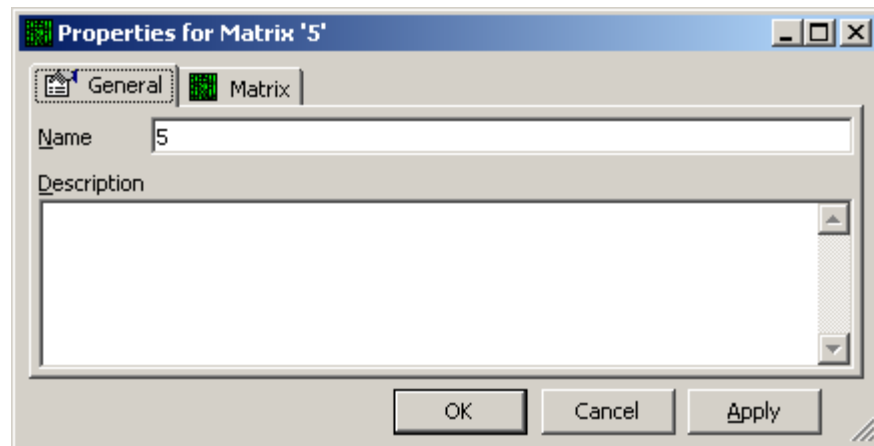 Properties for Matrix '5'
General Matrix
Name 5
Description
OK Cancel Apply